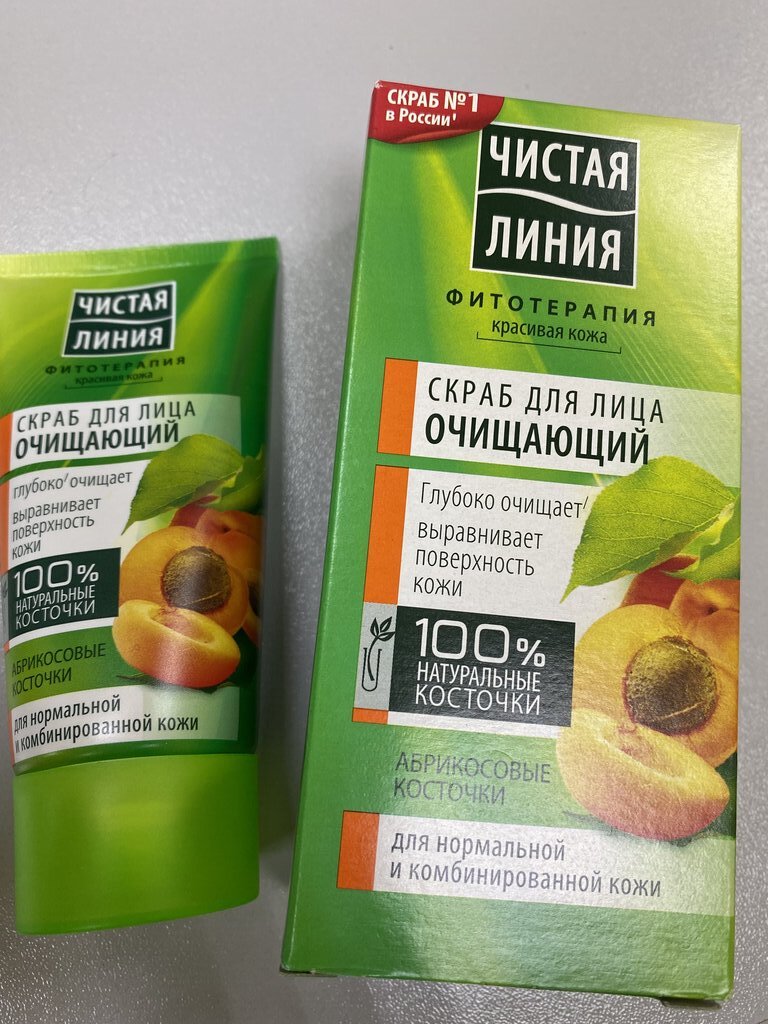 ЧИСТАЯ
ЛИНИЯ
ФИТОТЕРАПИЯ
красивая кожа
СКРАБ ДЛЯ ЛИЦА
ОЧИЩАЮЩИЙ
глубоко очищает
выравнивает
поверхность
кожи
100%
НАТУРАЛЬНЫЕ
КОСТОЧКИ
АБРИКОСОВЫЕ
КОСТОЧКИ
для нормальной
и комбинированной кожи
СКРАБ №1
в России¹
ЧИСТАЯ
ЛИНИЯ
ФИТОТЕРАПИЯ
красивая кожа
СКРАБ ДЛЯ ЛИЦА
ОЧИЩАЮЩИЙ
Глубоко очищает
выравнивает
поверхность
кожи
100%
НАТУРАЛЬНЫЕ
КОСТОЧКИ
АБРИКОСОВЫЕ
КОСТОЧКИ
для нормальной
и комбинированной кожи